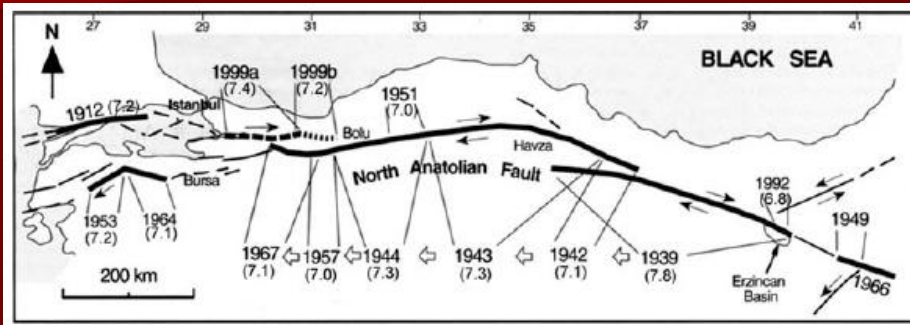 27 29 31 33 35 37 39 41
N
BLACK SEA
1999a
(7.4)
1999b
(7.2)
1951
(7.0)
1912 (7.2)
Istanbul
Bolu
Havza
North Anatolian Fault
Bursa
1992
(6.8)
1949
1953
(7.2)
1964
(7.1)
1967
(7.1)
1957
(7.0)
1944
(7.3)
1943
(7.3)
1942
(7.1)
1939
(7.8)
200 km
Erzincan
Basin
1966